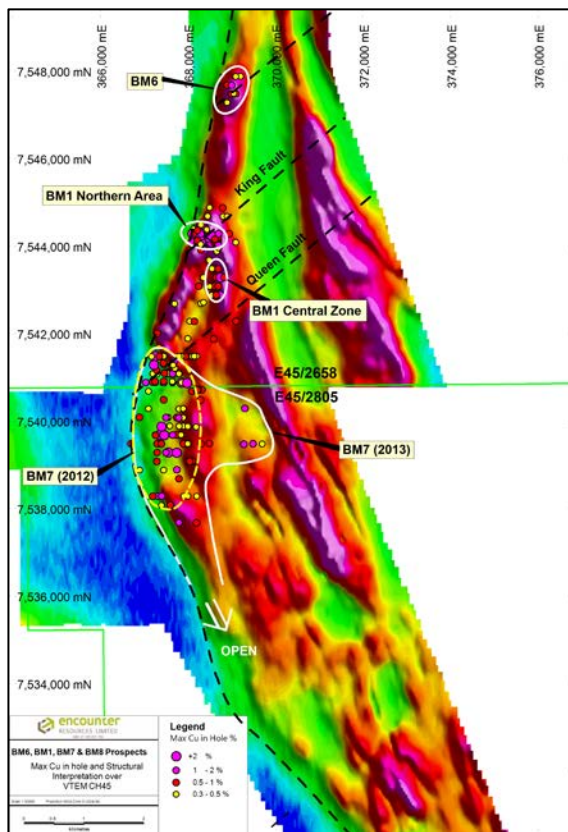 366,000 mE
368,000 mE
370,000 mE
372,000 mE
374,000 mE
376,000 mE
7,548,000 mN
BM6
7,546,000 mN
King Fault
BM1 Northern Area
7,544,000 mN
Queen Fault
BM1 Central Zone
7,542,000 mN
E45/2658
E45/2805
7,540,000 mN
BM7 (2013)
BM7 (2012)
7,538,000 mN
7,536,000 mN
OPEN
7,534,000 mN
encounter
RESOURCES LIMITED
BM6, BM1, BM7 & BM8 Prospects
Max Cu in hole and Structural
Interpretation over
VTEM CH45
Legend
Max Cu in Hole %
+2 %
1 - 2 %
0.5 - 1 %
0.3 - 0.5 %